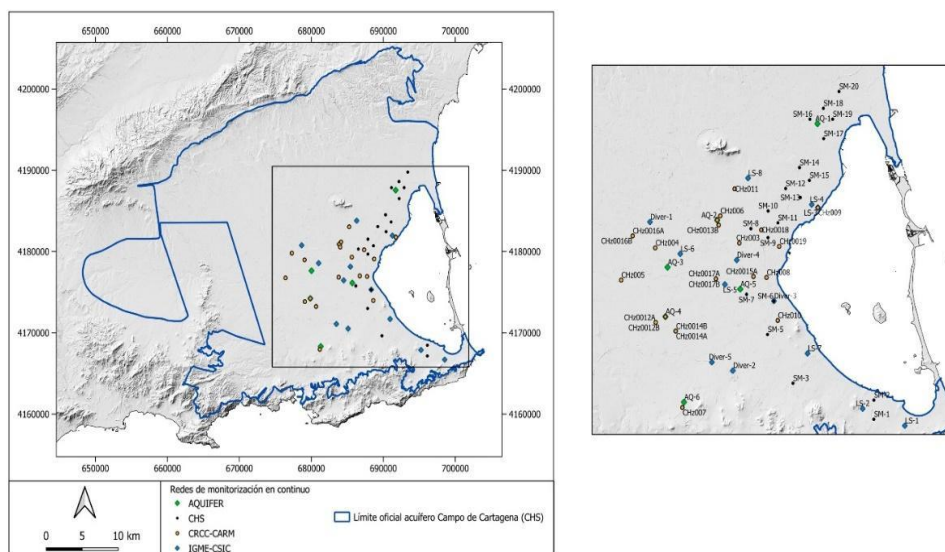 650000 660000 670000 680000 690000 700000
4200000 4200000
4190000 4190000
4180000 4180000
4170000 4170000
4160000 4160000
650000 660000 670000 680000 690000 700000
0 5 10 km
Redes de monitorización en continuo
AQUIFER
CHS
CRCC-CARM
IGME-CSIC
Límite oficial acuífero Campo de Cartagena (CHS)
SM-20
SM-18
SM-16 SM-19
AQ-1
SM-17
SM-14
SM-15
LS-8
SM-12
CHz011
SM-13
LS-4
LS-3 CHz009
SM-10
CHz006
AQ-2
Diver-1
CHz013B
SM-11
SM-8 CHz0018
CHz0016A
CHz0016B
CHz003
SM-9
CHz004
CHz0019
LS-6
Diver-4
AQ-3
CHz005
CHz0017A CHz0015A CHz008
CHz0017B
LS-5 AQ-5
SM-7
SM-6 Diver-3
CHz0012A AQ-4
CHz010
CHz0014B
CHz0014A
SM-5
LS-7
Diver-5
Diver-2
SM-3
AQ-6
CHz007
LS-2
SM-1
LS-1